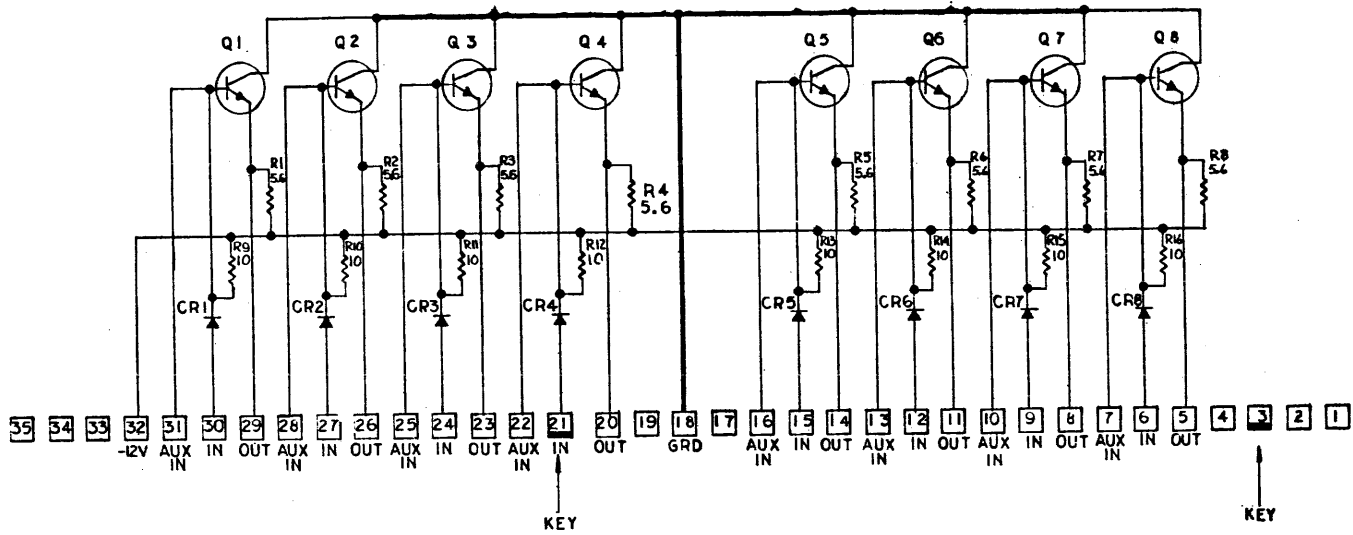 Q1 Q2 Q3 Q4 Q5 Q6 Q7 Q8
R1 R2 R3 R4 R5 R6 R7 R8
5.6 5.6 5.6 5.6 5.6 5.6 5.6 5.6
R9 R10 R11 R12 R13 R14 R15 R16
10 10 10 10 10 10 10 10
CR1 CR2 CR3 CR4 CR5 CR6 CR7 CR8
35 34 33 32 31 30 29 28 27 26 25 24 23 22 21 20 19 18 17 16 15 14 13 12 11 10 9 8 7 6 5 4 3 2 1
-12V AUX IN OUT AUX IN OUT AUX IN OUT AUX IN OUT GRD AUX IN OUT AUX IN OUT AUX IN OUT AUX IN OUT
IN IN IN IN IN IN IN IN
KEY KEY